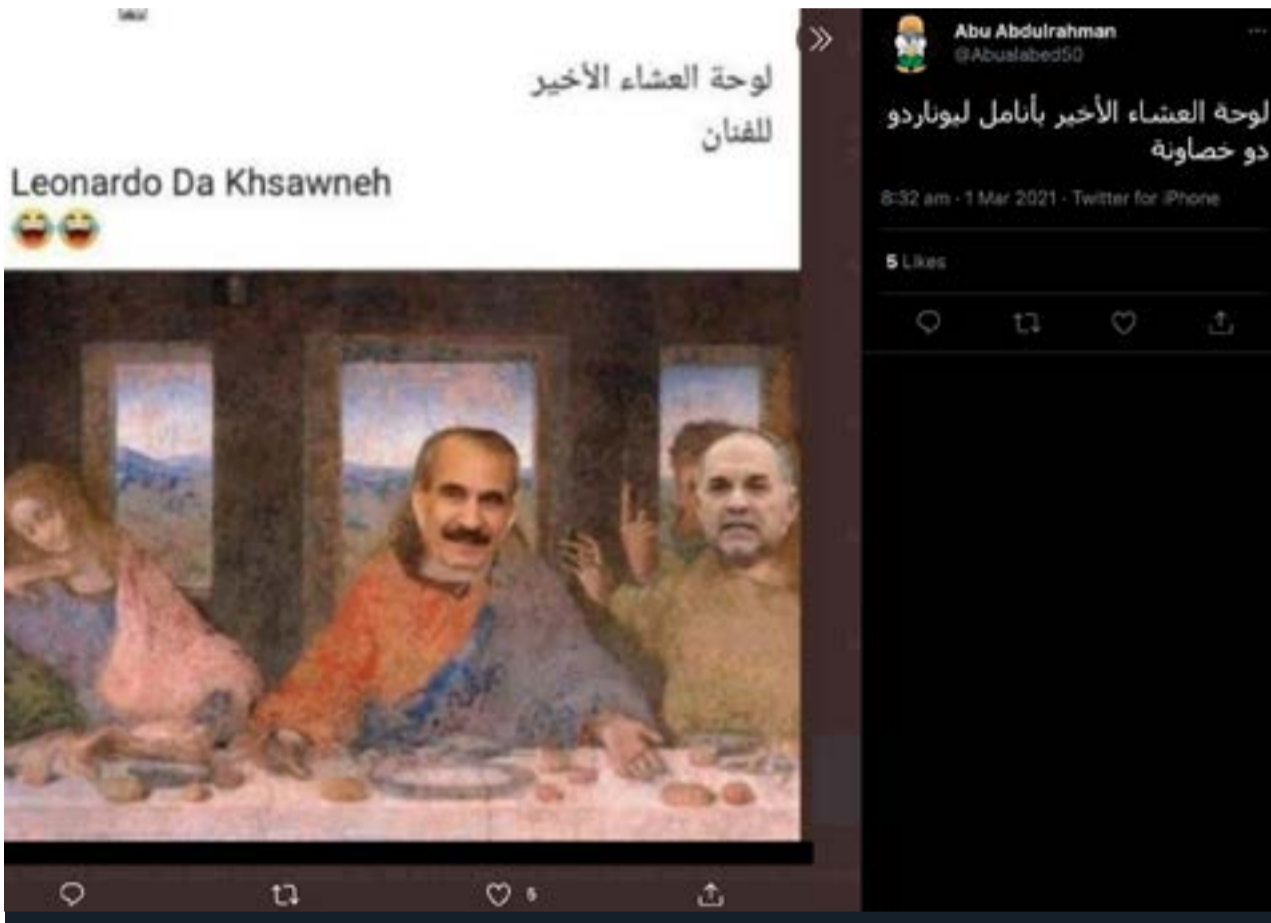 لوحة العشاء الأخير
للفنان
Leonardo Da Khsawneh
😂😂
5
Abu Abdulrahman
@Abualabed50
لوحة العشاء الأخير بأنامل ليوناردو
دو خصاونة
8:32 am · 1 Mar 2021 · Twitter for iPhone
5 Likes